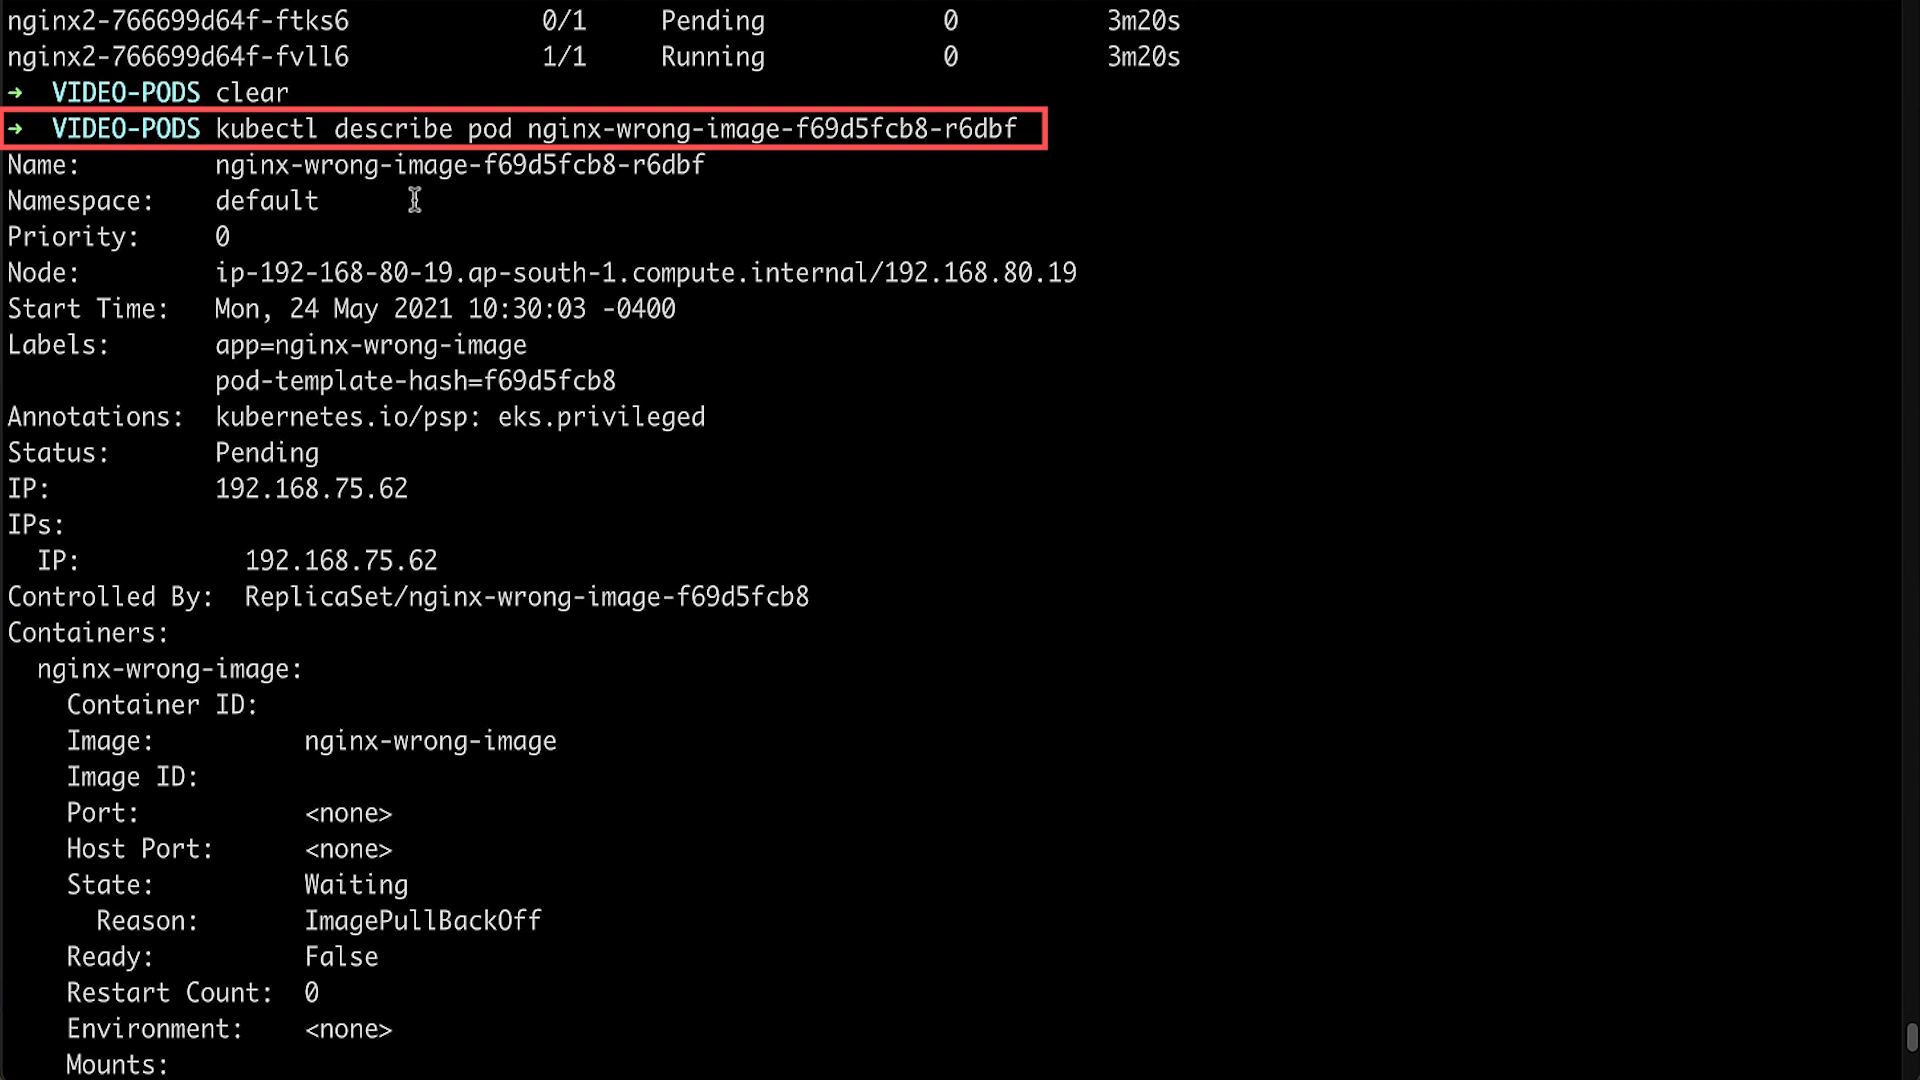 nginx2-766699d64f-ftks6 0/1 Pending 0 3m20s
nginx2-766699d64f-fvll6 1/1 Running 0 3m20s
➜ VIDEO-PODS clear
➜ VIDEO-PODS kubectl describe pod nginx-wrong-image-f69d5fcb8-r6dbf
Name: nginx-wrong-image-f69d5fcb8-r6dbf
Namespace: default
Priority: 0
Node: ip-192-168-80-19.ap-south-1.compute.internal/192.168.80.19
Start Time: Mon, 24 May 2021 10:30:03 -0400
Labels: app=nginx-wrong-image
pod-template-hash=f69d5fcb8
Annotations: kubernetes.io/psp: eks.privileged
Status: Pending
IP: 192.168.75.62
IPs:
IP: 192.168.75.62
Controlled By: ReplicaSet/nginx-wrong-image-f69d5fcb8
Containers:
nginx-wrong-image:
Container ID:
Image: nginx-wrong-image
Image ID:
Port: <none>
Host Port: <none>
State: Waiting
Reason: ImagePullBackOff
Ready: False
Restart Count: 0
Environment: <none>
Mounts: